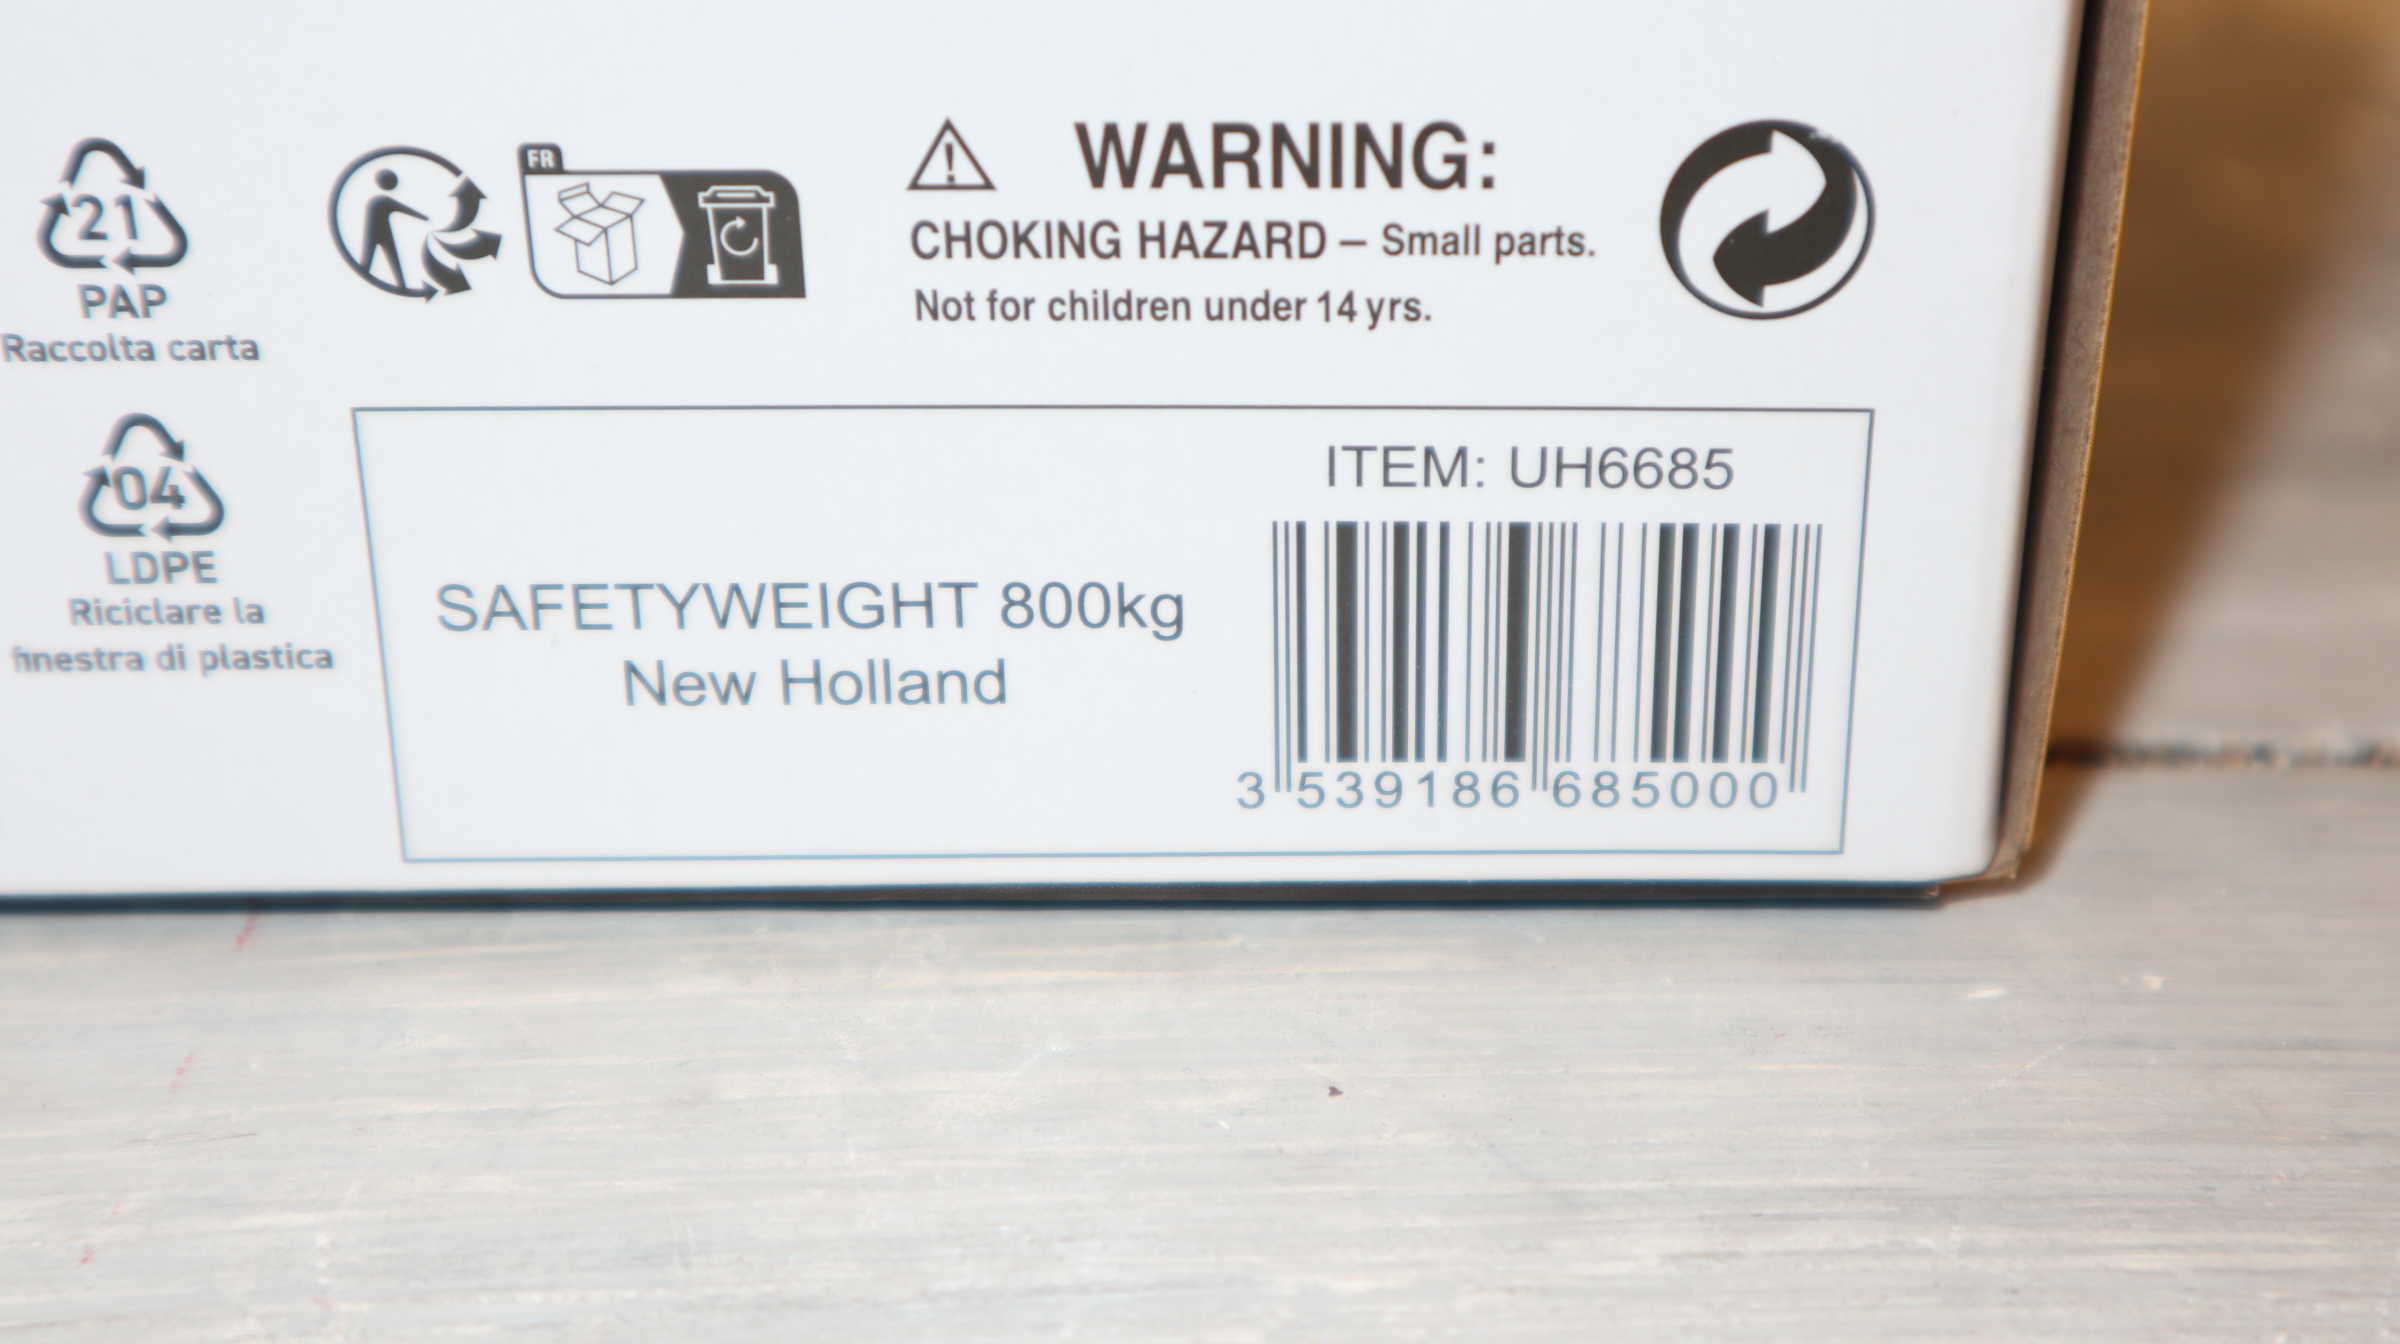 21
PAP
Raccolta carta
04
LDPE
Riciclare la
finestra di plastica
FR
WARNING:
CHOKING HAZARD – Small parts.
Not for children under 14 yrs.
SAFETYWEIGHT 800kg
New Holland
ITEM: UH6685
3 539186 685000